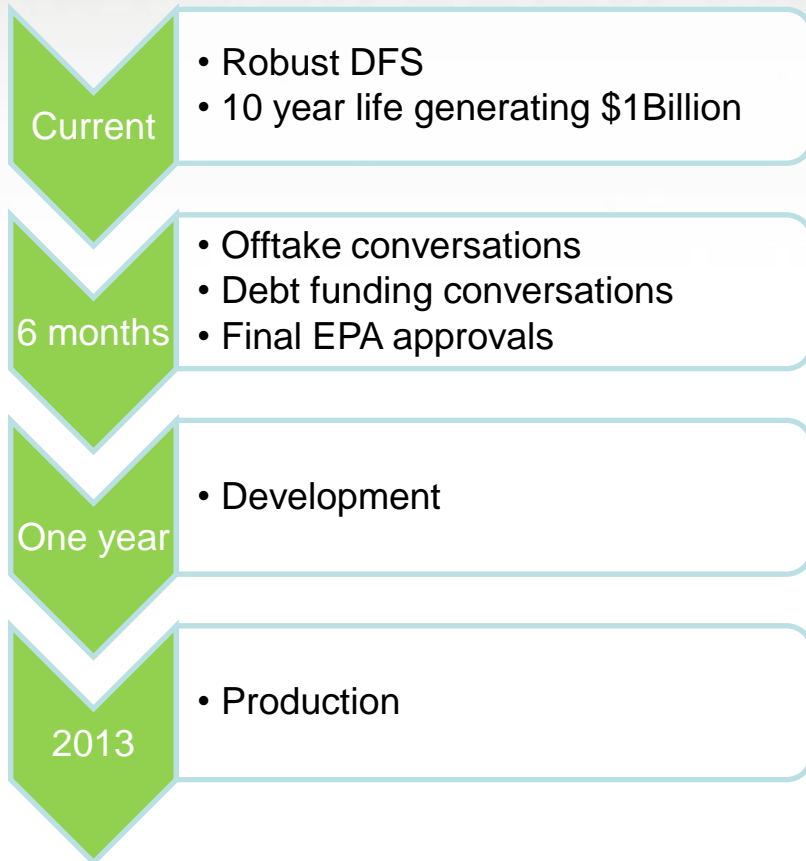 Current
• Robust DFS
• 10 year life generating $1Billion
6 months
• Offtake conversations
• Debt funding conversations
• Final EPA approvals
One year
• Development
2013
• Production